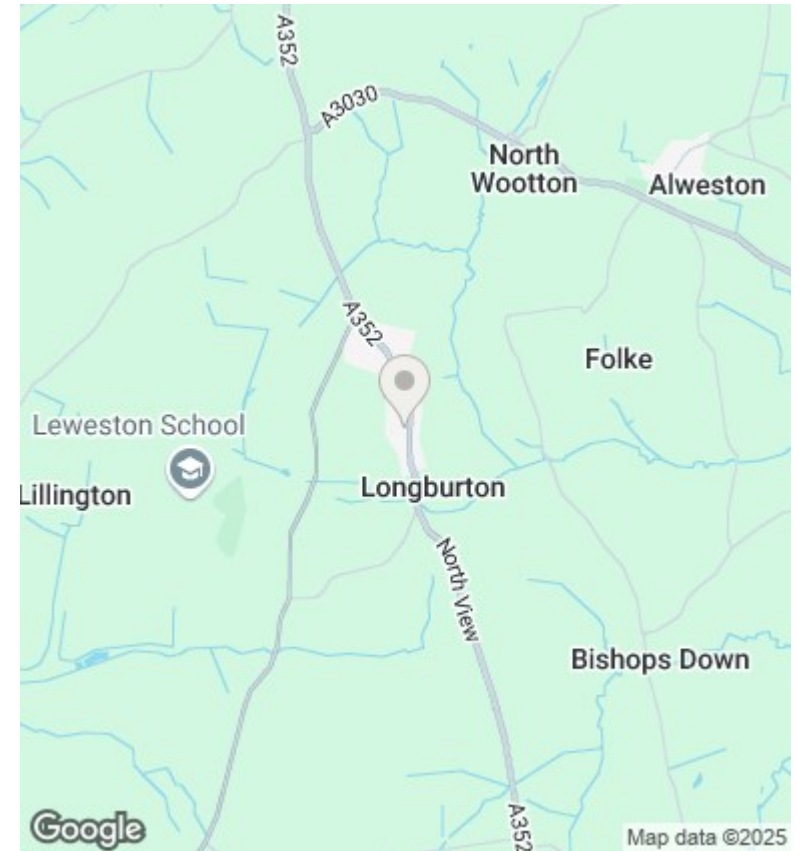 A352
A3030
North
Wootton
Alweston
A352
Folke
Leweston School
Lillington
Longburton
North View
Bishops Down
A352
Google
Map data ©2025